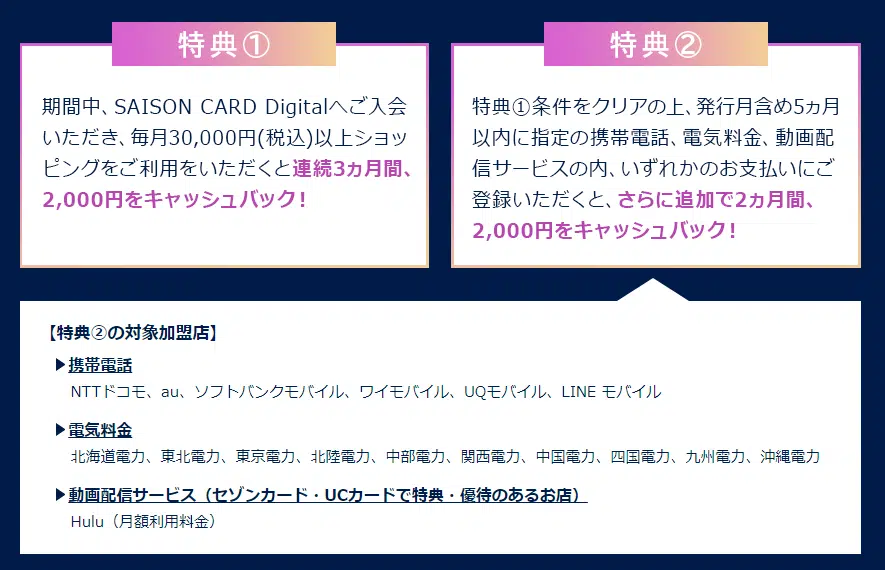 特典①
期間中、SAISON CARD Digitalへご入会
いただき、毎月30,000円(税込)以上ショッ
ピングをご利用をいただくと連続3ヵ月間、
2,000円をキャッシュバック！
特典②
特典①条件をクリアの上、発行月含め5ヵ月
以内に指定の携帯電話、電気料金、動画配
信サービスの内、いずれかのお支払いにご
登録いただくと、さらに追加で2ヵ月間、
2,000円をキャッシュバック！
【特典②の対象加盟店】
▶携帯電話
NTTドコモ、au、ソフトバンクモバイル、ワイモバイル、UQモバイル、LINE モバイル
▶電気料金
北海道電力、東北電力、東京電力、北陸電力、中部電力、関西電力、中国電力、四国電力、九州電力、沖縄電力
▶動画配信サービス（セゾンカード・UCカードで特典・優待のあるお店）
Hulu（月額利用料金）